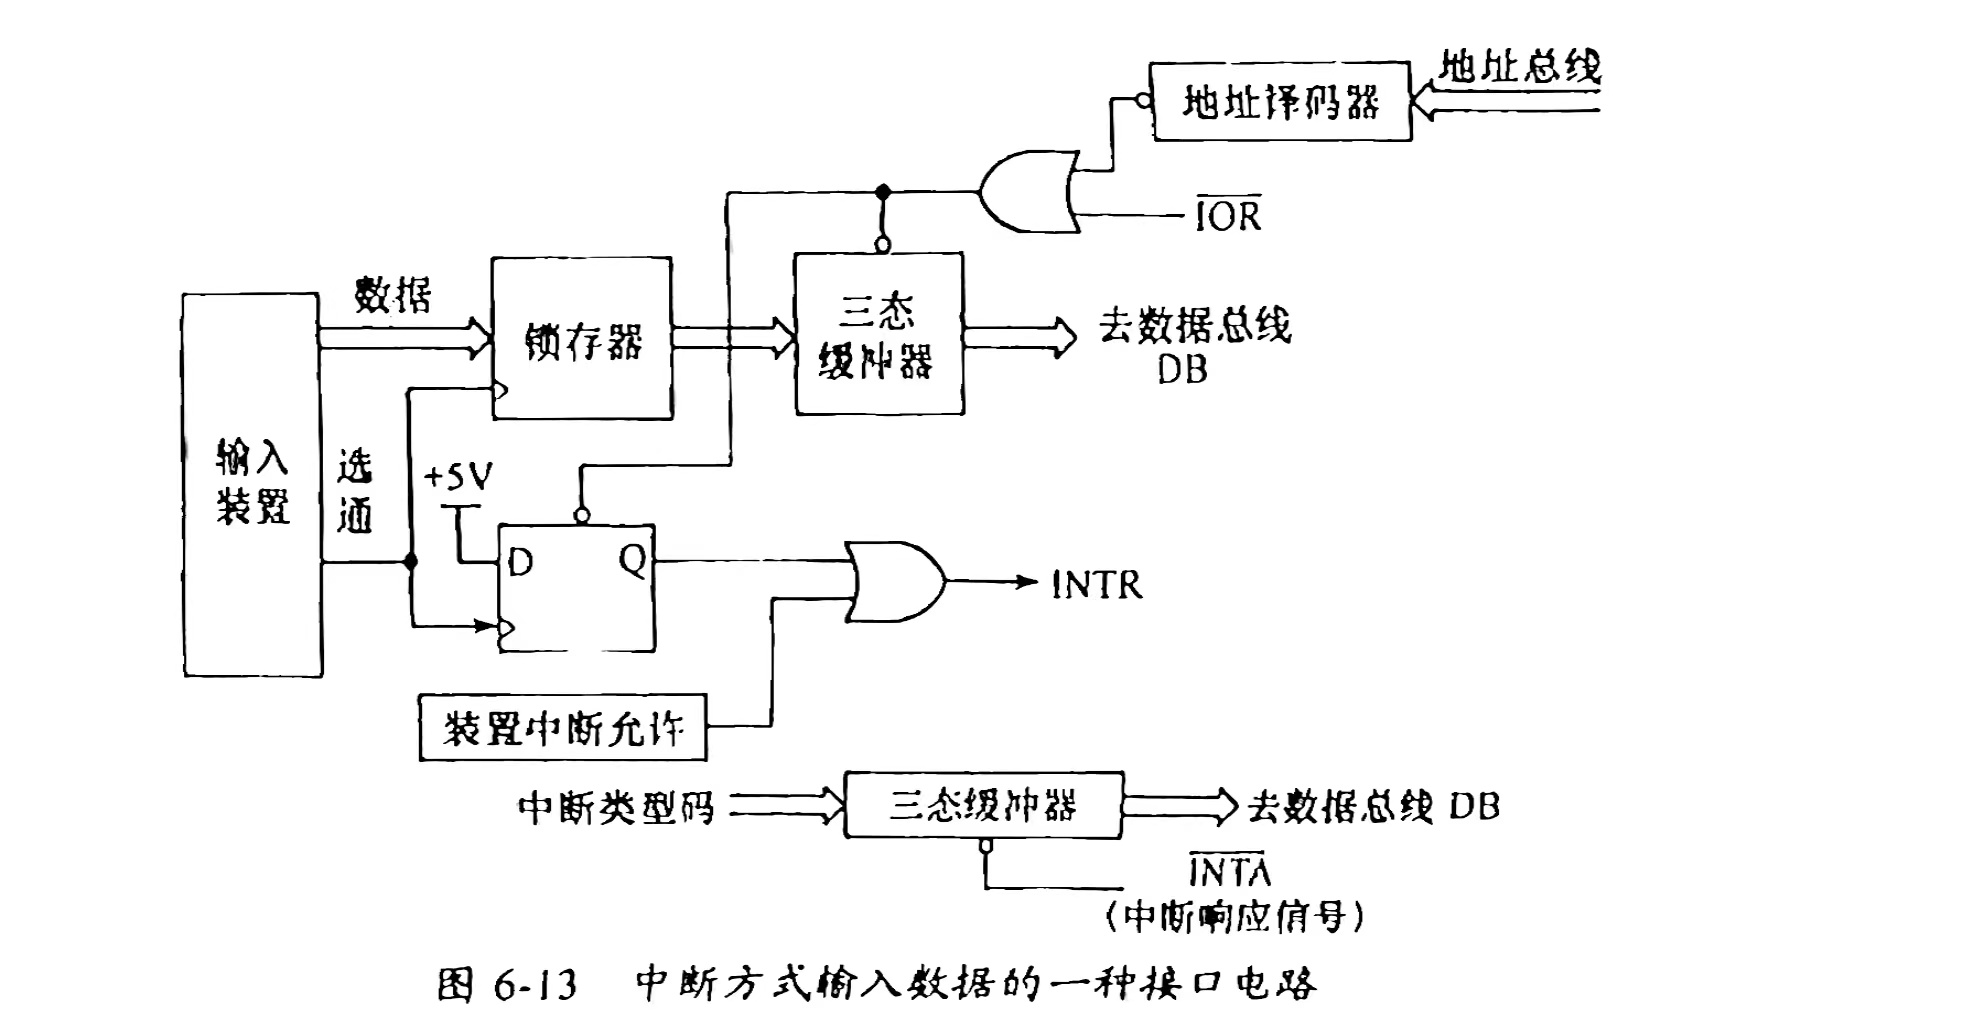 地址总线
地址译码器
IOR
数据
锁存器
三态
缓冲器
去数据总线
DB
输入
装置
选
通
+5V
D
Q
INTR
装置中断允许
中断类型码
三态缓冲器
去数据总线 DB
INTA
(中断响应信号)
图 6-13 中断方式输入数据的一种接口电路